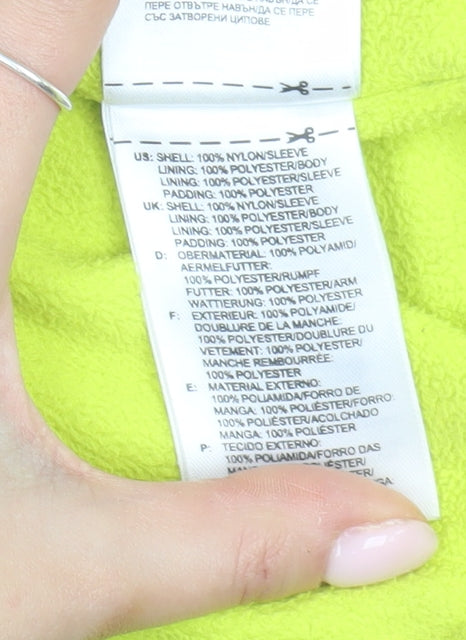 ПЕРЕ ОТВЪТРЕ НАВЪН/ДА СЕ ПЕРЕ
СЪС ЗАТВОРЕНИ ЦИПОВЕ
US: SHELL: 100% NYLON/SLEEVE
LINING: 100% POLYESTER/BODY
LINING: 100% POLYESTER/SLEEVE
PADDING: 100% POLYESTER
UK: SHELL: 100% NYLON/SLEEVE
LINING: 100% POLYESTER/BODY
LINING: 100% POLYESTER/SLEEVE
PADDING: 100% POLYESTER
D: OBERMATERIAL: 100% POLYAMID/
AERMELFUTTER:
100% POLYESTER/RUMPF
FUTTER: 100% POLYESTER/ARM
WATTIERUNG: 100% POLYESTER
F: EXTERIEUR: 100% POLYAMIDE/
DOUBLURE DE LA MANCHE:
100% POLYESTER/DOUBLURE DU
VETEMENT: 100% POLYESTER/
MANCHE REMBOURRÉE:
100% POLYESTER
E: MATERIAL EXTERNO:
100% POLIAMIDA/FORRO DE
MANGA: 100% POLIÉSTER/FORRO:
100% POLIÉSTER/ACOLCHADO
MANGA: 100% POLIÉSTER
P: TECIDO EXTERNO:
100% POLIAMIDA/FORRO DAS